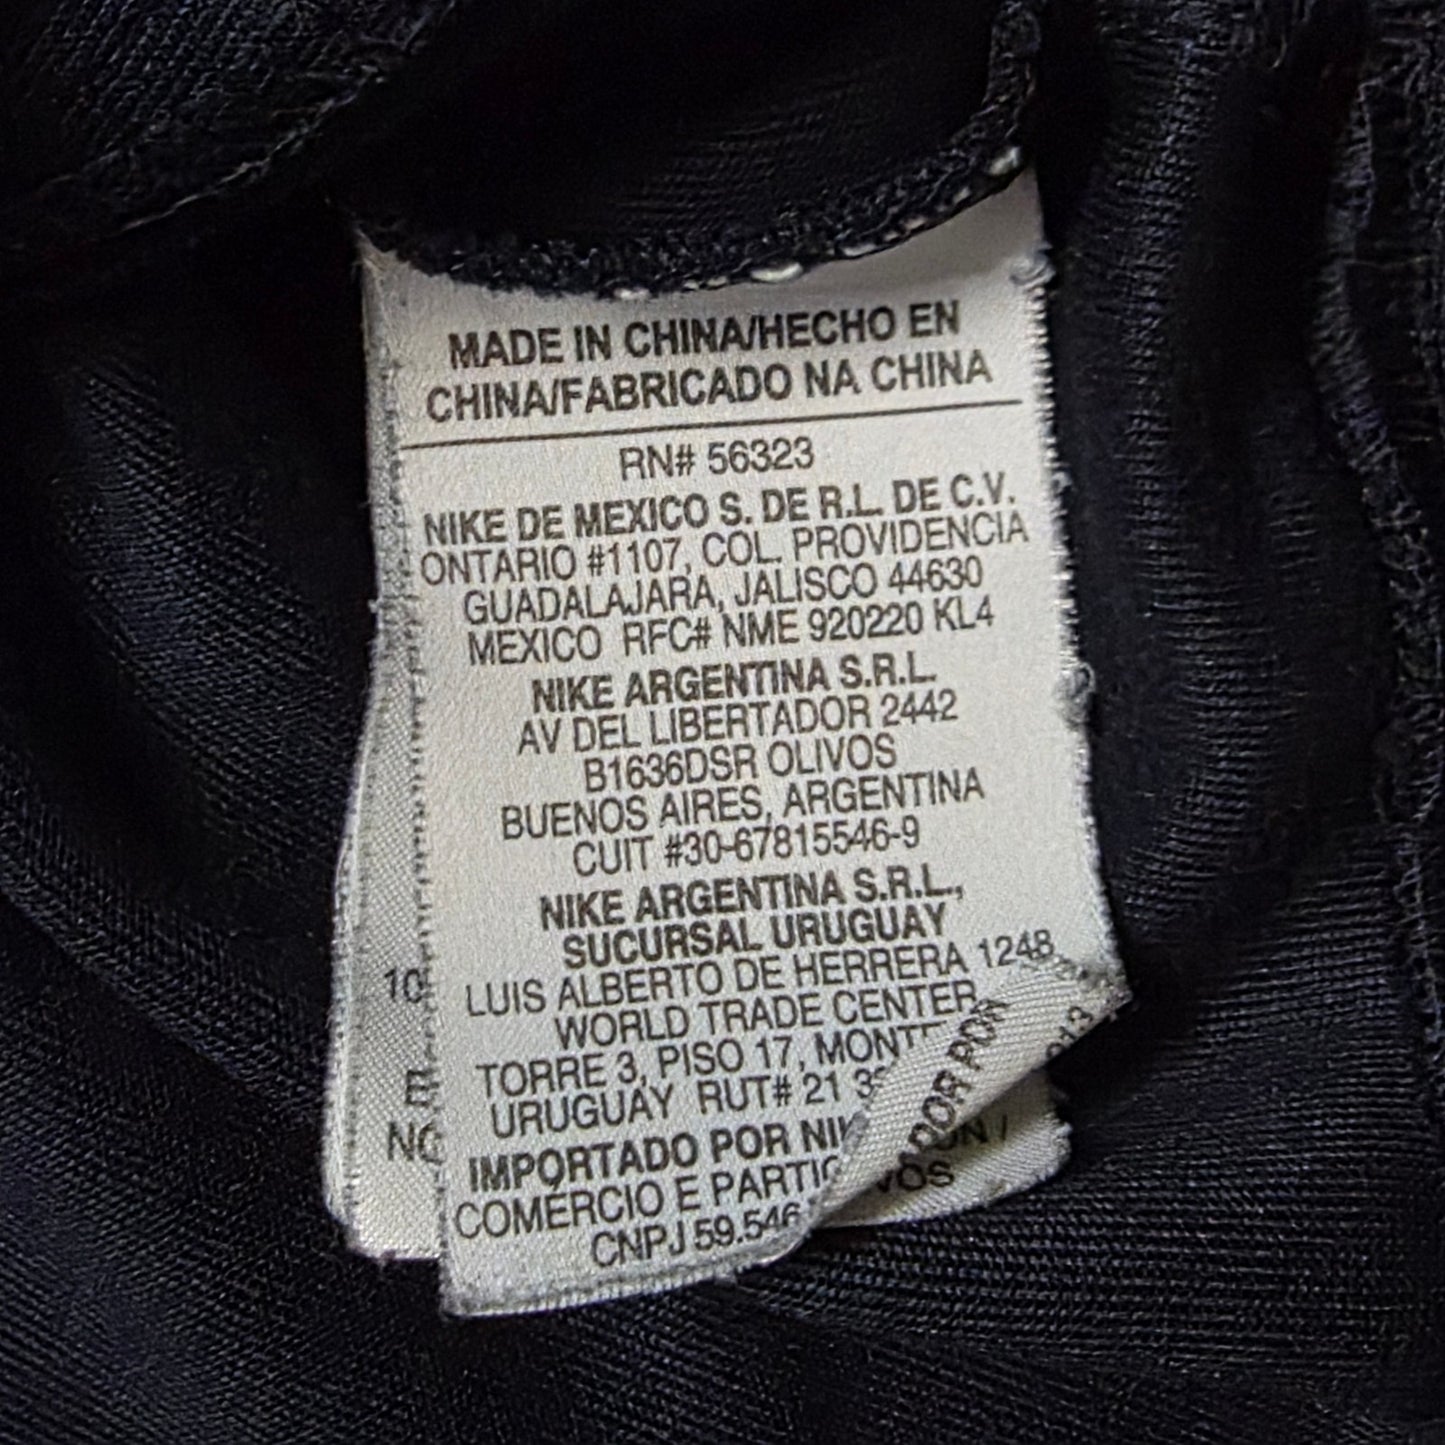 MADE IN CHINA/HECHO EN
CHINA/FABRICADO NA CHINA
RN# 56323
NIKE DE MEXICO S. DE R.L. DE C.V.
ONTARIO #1107, COL. PROVIDENCIA
GUADALAJARA, JALISCO 44630
MEXICO RFC# NME 920220 KL4
NIKE ARGENTINA S.R.L.
AV DEL LIBERTADOR 2442
B1636DSR OLIVOS
BUENOS AIRES, ARGENTINA
CUIT #30-67815546-9
NIKE ARGENTINA S.R.L.,
SUCURSAL URUGUAY
LUIS ALBERTO DE HERRERA 1248
WORLD TRADE CENTER
TORRE 3, PISO 17,
URUGUAY RUT# 21
IMPORTADO POR
COMERCIO E
CNPJ 59.546